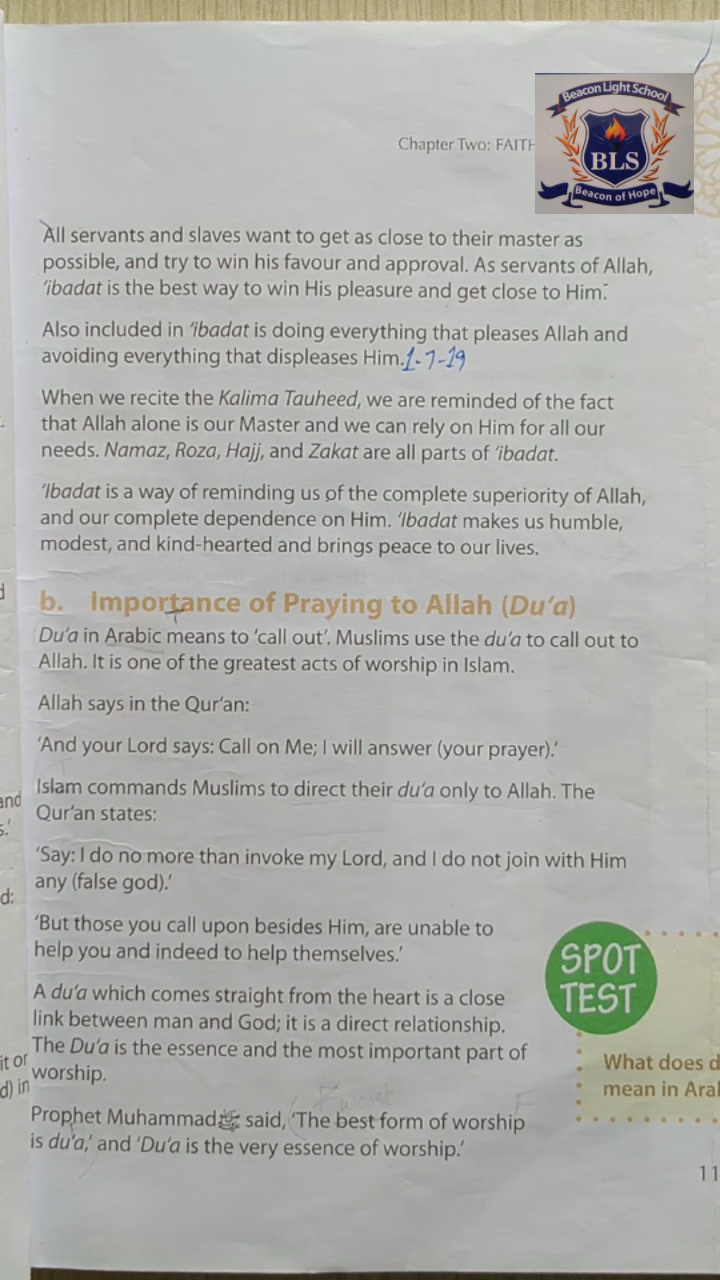 Beacon Light School
BLS
Beacon of Hope
Chapter Two: FAITH
All servants and slaves want to get as close to their master as
possible, and try to win his favour and approval. As servants of Allah,
‘ibadat is the best way to win His pleasure and get close to Him.
Also included in ‘ibadat is doing everything that pleases Allah and
avoiding everything that displeases Him. 1-7-19
When we recite the Kalima Tauheed, we are reminded of the fact
that Allah alone is our Master and we can rely on Him for all our
needs. Namaz, Roza, Hajj, and Zakat are all parts of ‘ibadat.
‘Ibadat is a way of reminding us of the complete superiority of Allah,
and our complete dependence on Him. ‘Ibadat makes us humble,
modest, and kind-hearted and brings peace to our lives.
b. Importance of Praying to Allah (Du‘a)
Du‘a in Arabic means to ‘call out’. Muslims use the du‘a to call out to
Allah. It is one of the greatest acts of worship in Islam.
Allah says in the Qur’an:
‘And your Lord says: Call on Me; I will answer (your prayer).’
Islam commands Muslims to direct their du‘a only to Allah. The
Qur’an states:
‘Say: I do no more than invoke my Lord, and I do not join with Him
any (false god).’
‘But those you call upon besides Him, are unable to
help you and indeed to help themselves.’
A du‘a which comes straight from the heart is a close
link between man and God; it is a direct relationship.
The Du‘a is the essence and the most important part of
worship.
Prophet Muhammad ﷺ said, ‘The best form of worship
is du‘a,’ and ‘Du‘a is the very essence of worship.’
SPOT
TEST
What does d
mean in Ara
11
and
s.’
d:
it or
d) in